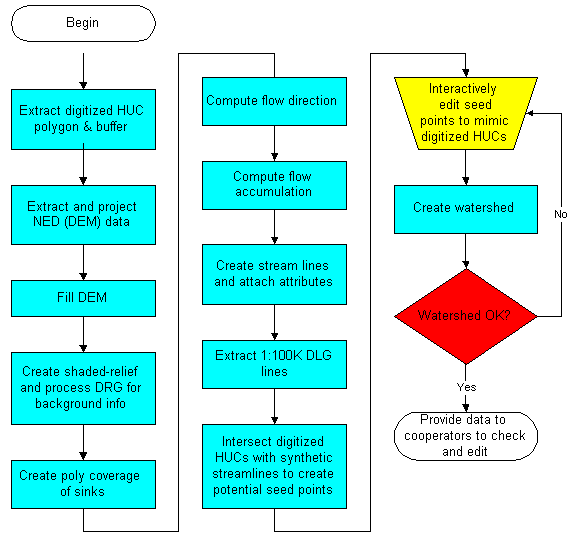 Begin
Extract digitized HUC
polygon & buffer
Extract and project
NED (DEM) data
Fill DEM
Create shaded-relief
and process DRG for
background info
Create poly coverage
of sinks
Compute flow direction
Compute flow
accumulation
Create stream lines
and attach attributes
Extract 1:100K DLG
lines
Intersect digitized
HUCs with synthetic
streamlines to create
potential seed points
Interactively
edit seed
points to mimic
digitized HUCs
Create watershed
No
Watershed OK?
Yes
Provide data to
cooperators to check
and edit